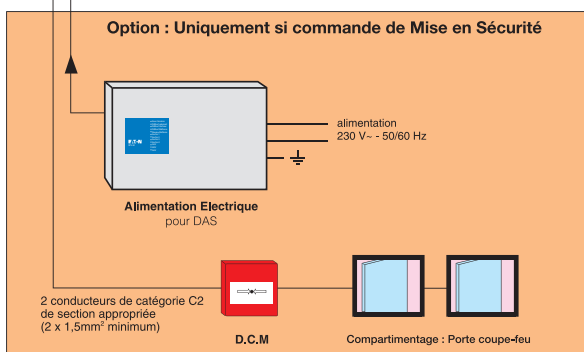 Option : Uniquement si commande de Mise en Sécurité
E·T·N
alimentation
230 V~ - 50/60 Hz
Alimentation Electrique
pour DAS
2 conducteurs de catégorie C2
de section appropriée
(2 x 1,5mm² minimum)
D.C.M
Compartimentage : Porte coupe-feu